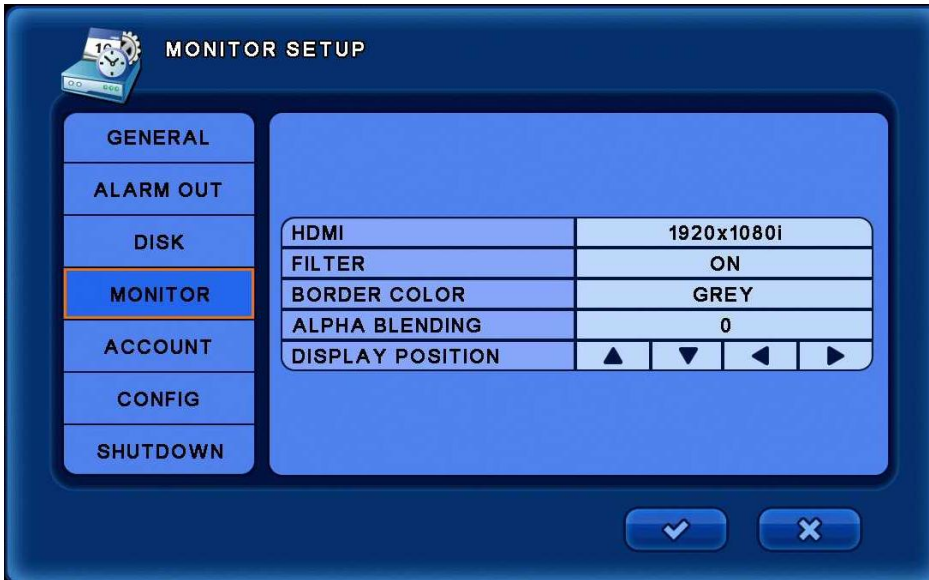 MONITOR SETUP
GENERAL
ALARM OUT
DISK
MONITOR
ACCOUNT
CONFIG
SHUTDOWN
HDMI 1920x1080i
FILTER ON
BORDER COLOR GREY
ALPHA BLENDING 0
DISPLAY POSITION